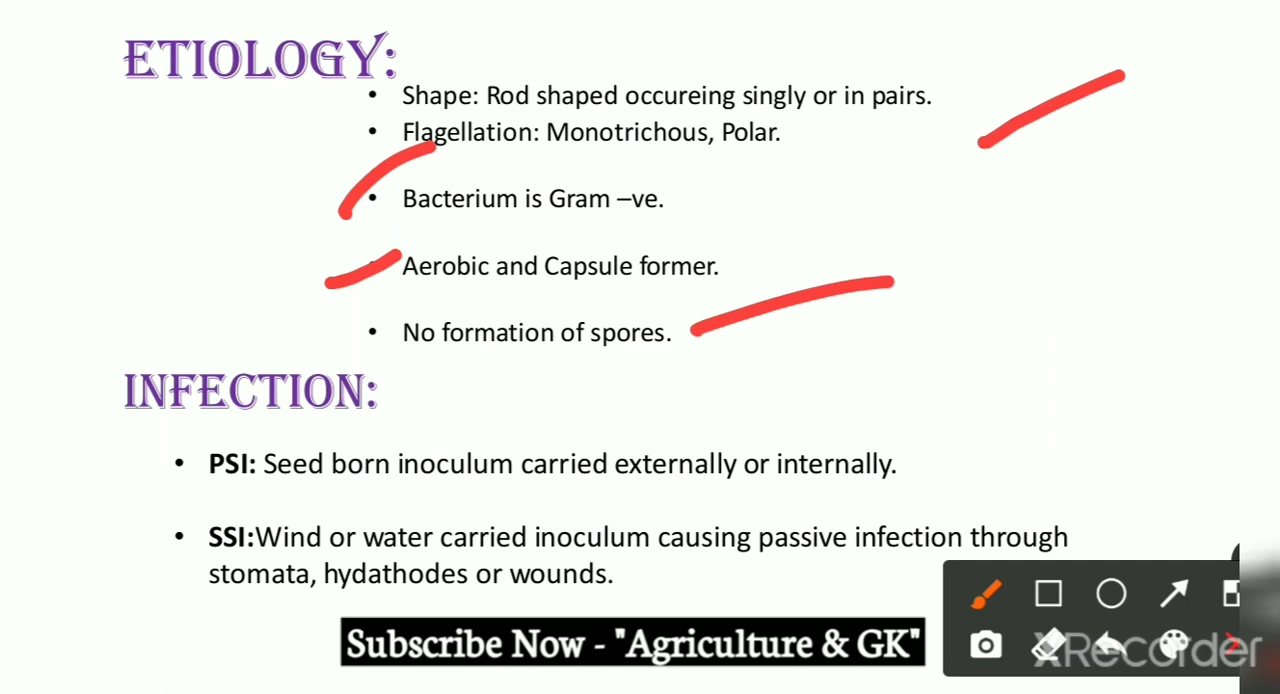 ETIOLOGY:
• Shape: Rod shaped occureing singly or in pairs.
• Flagellation: Monotrichous, Polar.
• Bacterium is Gram –ve.
• Aerobic and Capsule former.
• No formation of spores.
INFECTION:
• PSI: Seed born inoculum carried externally or internally.
• SSI:Wind or water carried inoculum causing passive infection through
stomata, hydathodes or wounds.
Subscribe Now - "Agriculture & GK"
XRecorder